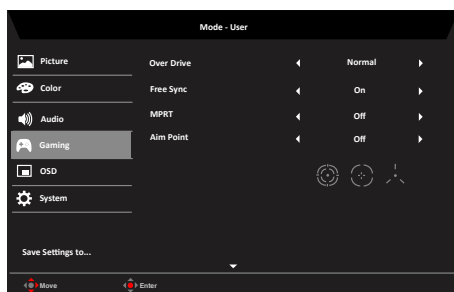 Mode - User
Picture
Over Drive Normal
Color
Free Sync On
Audio
MPRT Off
Gaming
Aim Point Off
OSD
System
Save Settings to...
Move Enter